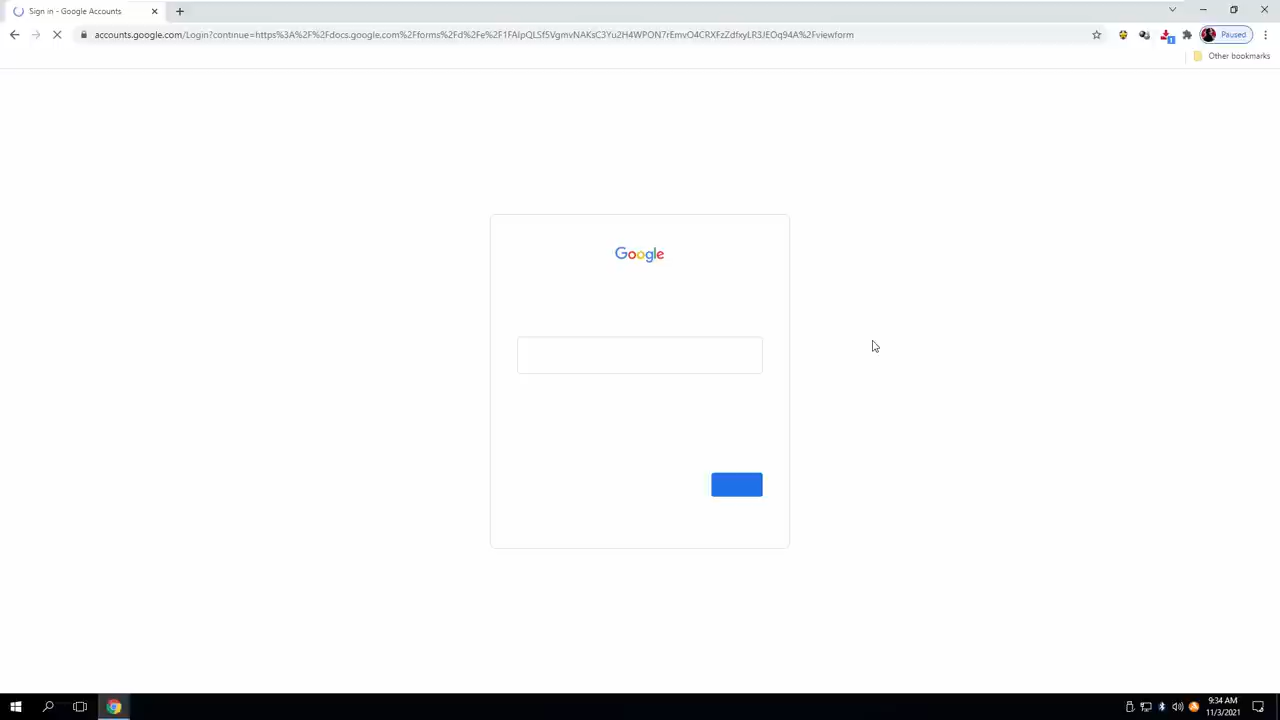 Sign in - Google Accounts
accounts.google.com/Login?continue=https%3A%2F%2Fdocs.google.com%2Fforms%2Fd%2Fe%2F1FAIpQLSf5VgmvNAKsC3Yu2H4WPON7rEmvO4CRXFzZdfxyLR3JEOq94A%2Fviewform
1
Paused
Other bookmarks
Google
9:34 AM
11/3/2021